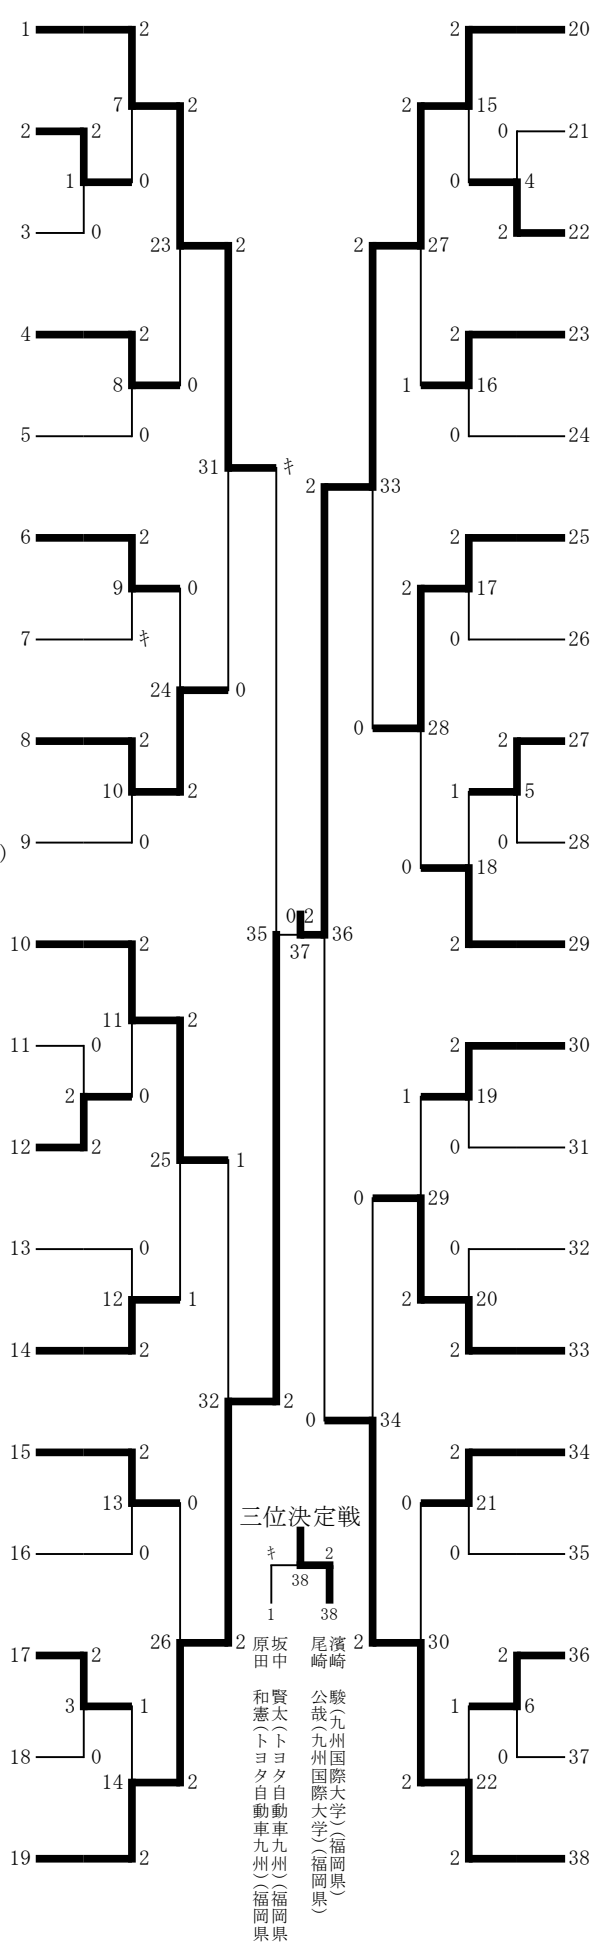 1 2 2 20
7 2 2 15
2 2 0 21
1 0 0 4
3 0 2 22
23 2 2 27
4 2 2 23
8 0 1 16
5 0 0 24
31 キ 2 33
6 2 2 25
9 0 2 17
7 キ 0 26
24 0 0 28
8 2 2 27
10 2 1 5
) 9 0 0 28
0 18
0 2
35 37 36
10 2 2 29
11 2
11 0 2 30
2 0 1 19
12 2 0 31
25 1 0 29
13 0 0 32
12 1 2 20
14 2 2 33
32 2 0 34
15 2 2 34
13 0 0 21
三位決定戦
16 0 0 35
キ 2
38
1 38
26 2 2 30
17 2 2 36
3 1 1 6
18 0 0 37
14 2 2 22
19 2 2 38
濱崎 駿(九州国際大学)(福岡県)
尾崎 公哉(九州国際大学)(福岡県)
坂中 賢太(トヨタ自動車九州)(福岡県
原田 和憲(トヨタ自動車九州)(福岡県